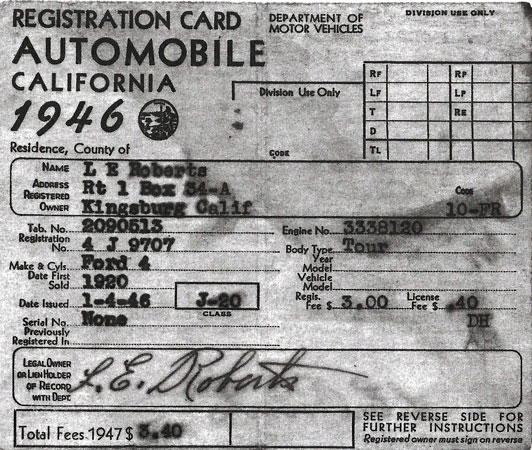 REGISTRATION CARD
AUTOMOBILE
CALIFORNIA
1946
DEPARTMENT OF
MOTOR VEHICLES
DIVISION USE ONLY
Division Use Only
CODE
RF RF
LF LF
T RE
D
TL
Residence, County of
NAME L E Roberts
ADDRESS Rt 1 Box 34-A
REGISTERED
OWNER Kingsburg Calif
CODE
10-FR
Tab. No. 2090513
Registration
No. 4 J 9707
Make & Cyls. Ford 4
Date First
Sold 1920
Date Issued 1-4-46
J-20
CLASS
Serial No. None
Previously
Registered In
Engine No. 3338120
Body Type Tour
Year
Model
Vehicle
Model
Regis.
Fee $ 3.00
License
Fee $ .40
DH
LEGAL OWNER
OR LIEN HOLDER
OF RECORD
WITH DEPT.
L. E. Roberts
Total Fees 1947 $ 3.40
SEE REVERSE SIDE FOR
FURTHER INSTRUCTIONS
Registered owner must sign on reverse